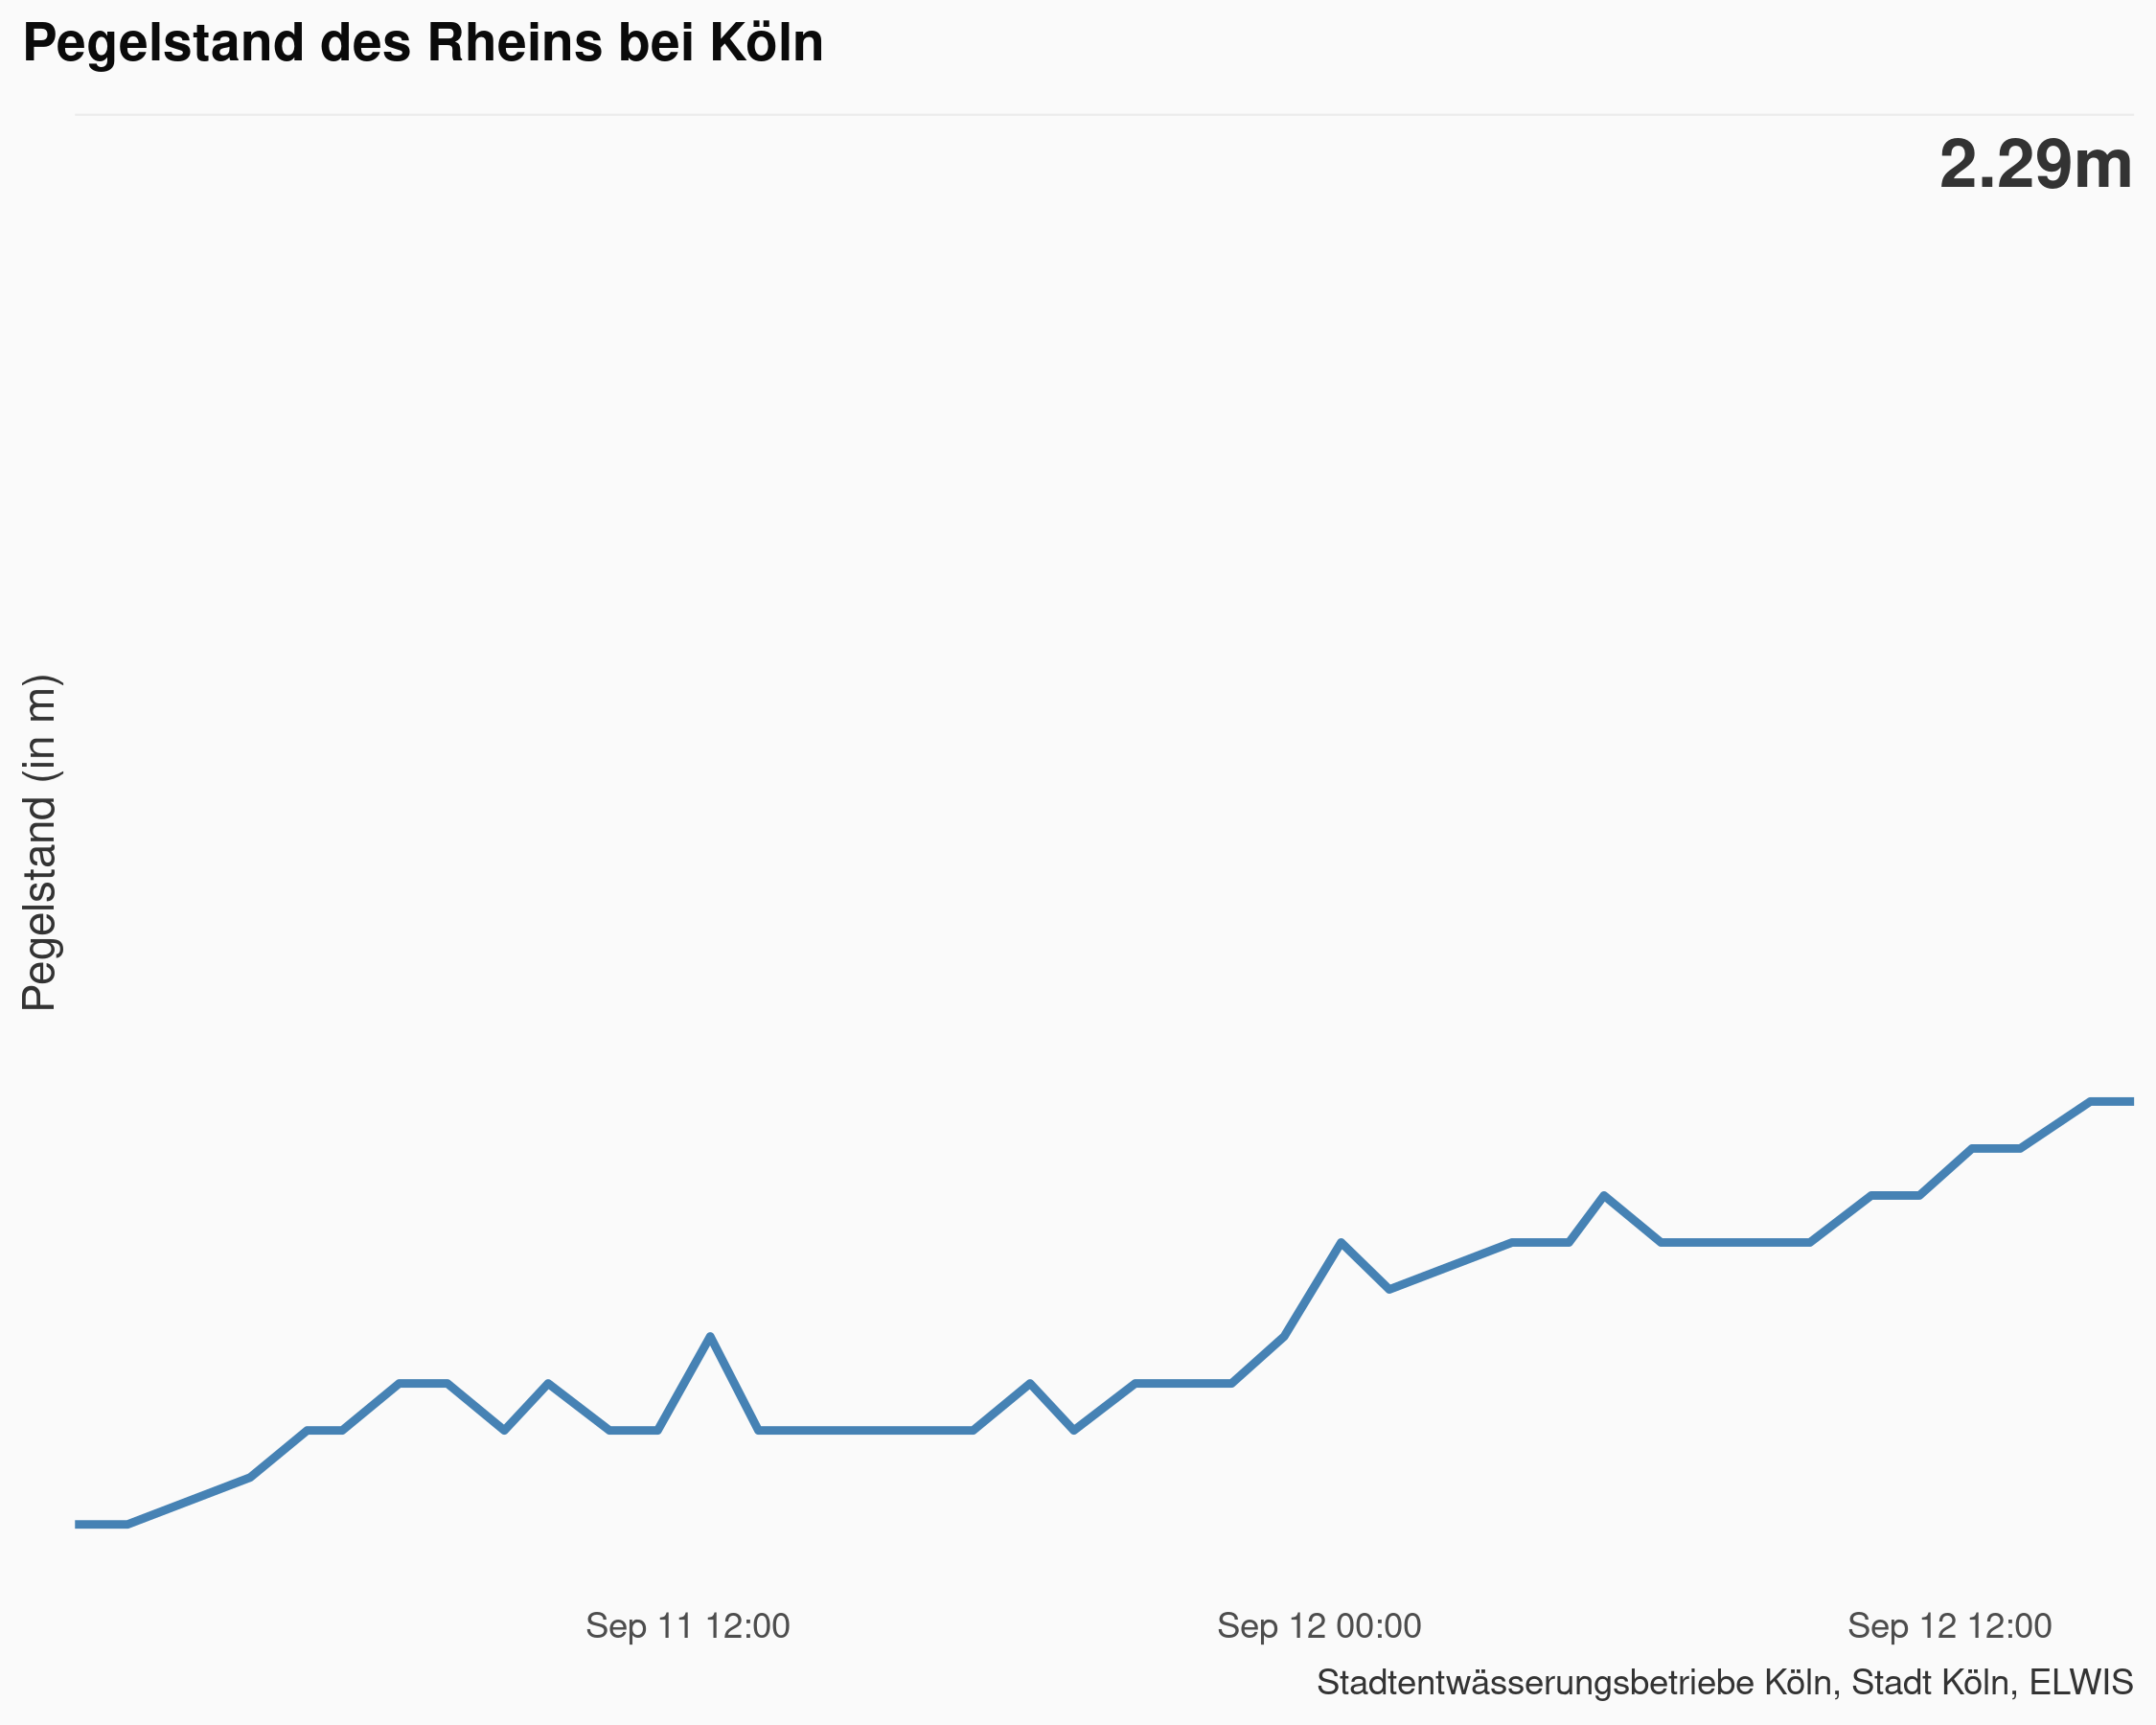 Pegelstand des Rheins bei Köln
2.29m
Pegelstand (in m)
Sep 11 12:00
Sep 12 00:00
Sep 12 12:00
Stadtentwässerungsbetriebe Köln, Stadt Köln, ELWIS